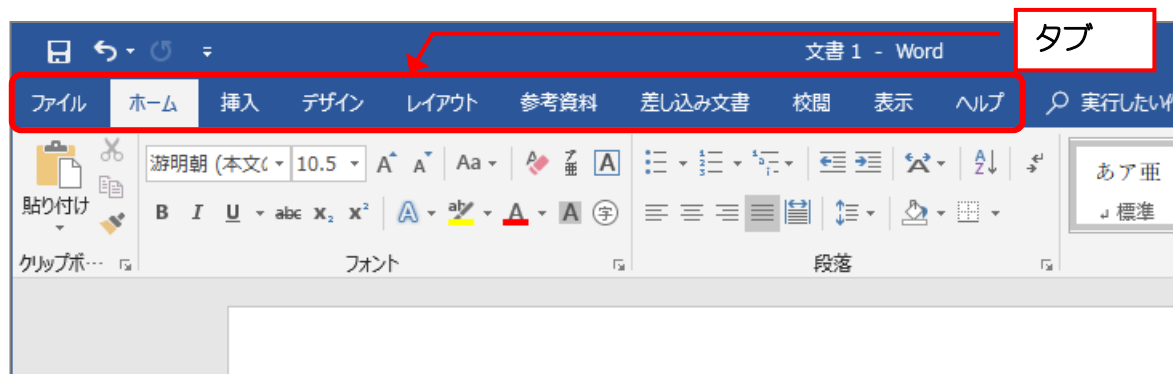 文書 1 - Word
タブ
ファイル ホーム 挿入 デザイン レイアウト 参考資料 差し込み文書 校閲 表示 ヘルプ 実行したい
游明朝 (本文( 10.5 A A Aa ア亜 A
あア亜
貼り付け
B I U abc x₂ x² A aby A A 字
標準
クリップボ… フォント 段落